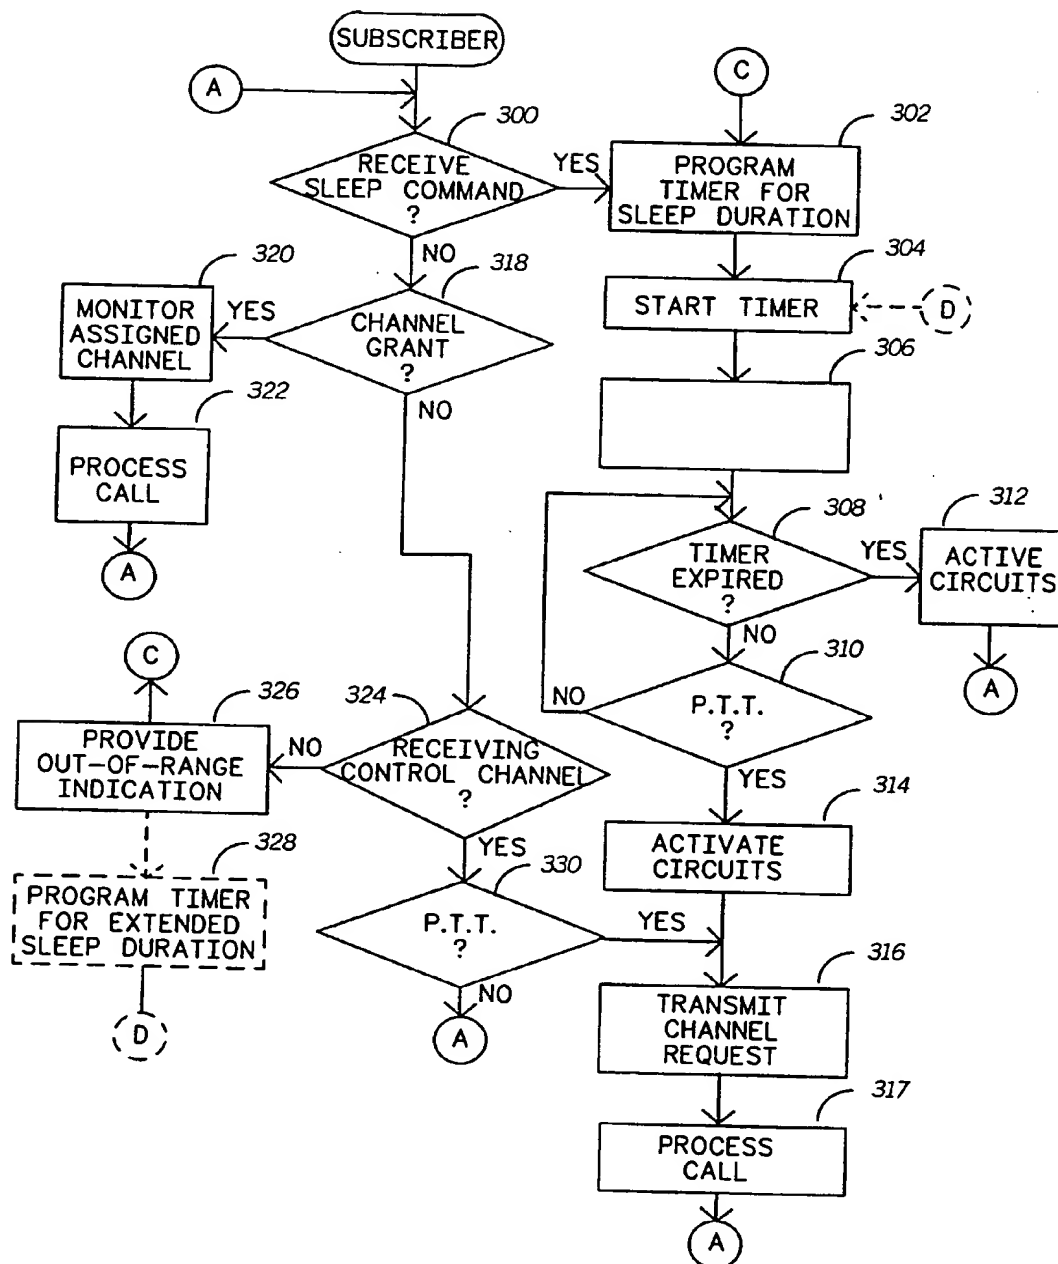 SUBSCRIBER
A
C
300
RECEIVE
SLEEP COMMAND
?
YES
NO
302
PROGRAM
TIMER FOR
SLEEP DURATION
304
START TIMER
D
306
318
CHANNEL
GRANT
?
YES
NO
320
MONITOR
ASSIGNED
CHANNEL
322
PROCESS
CALL
A
308
TIMER
EXPIRED
?
YES
NO
312
ACTIVE
CIRCUITS
A
310
P.T.T.
?
NO
YES
314
ACTIVATE
CIRCUITS
324
RECEIVING
CONTROL CHANNEL
?
NO
YES
C
326
PROVIDE
OUT-OF-RANGE
INDICATION
328
PROGRAM TIMER
FOR EXTENDED
SLEEP DURATION
D
330
P.T.T.
?
YES
NO
A
316
TRANSMIT
CHANNEL
REQUEST
317
PROCESS
CALL
A